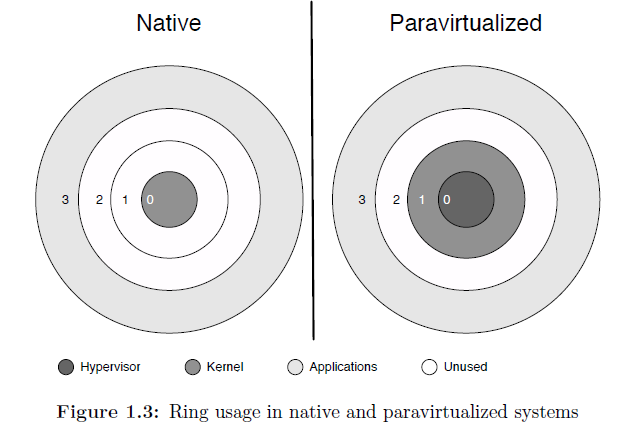 Native
Paravirtualized
3 2 1 0
3 2 1 0
Hypervisor Kernel Applications Unused
Figure 1.3: Ring usage in native and paravirtualized systems